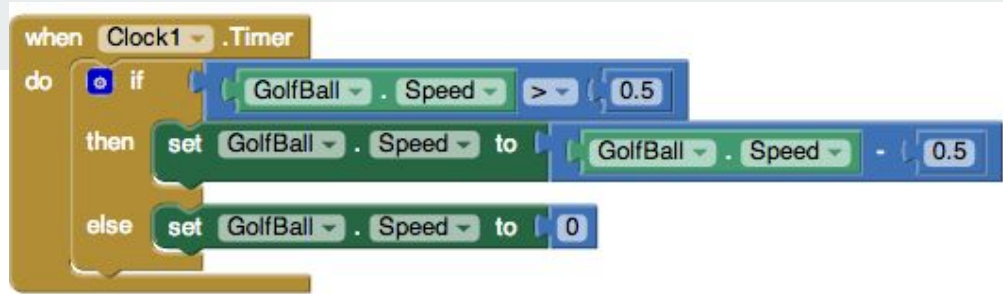 when Clock1 .Timer
do if GolfBall . Speed > 0.5
then set GolfBall . Speed to GolfBall . Speed - 0.5
else set GolfBall . Speed to 0